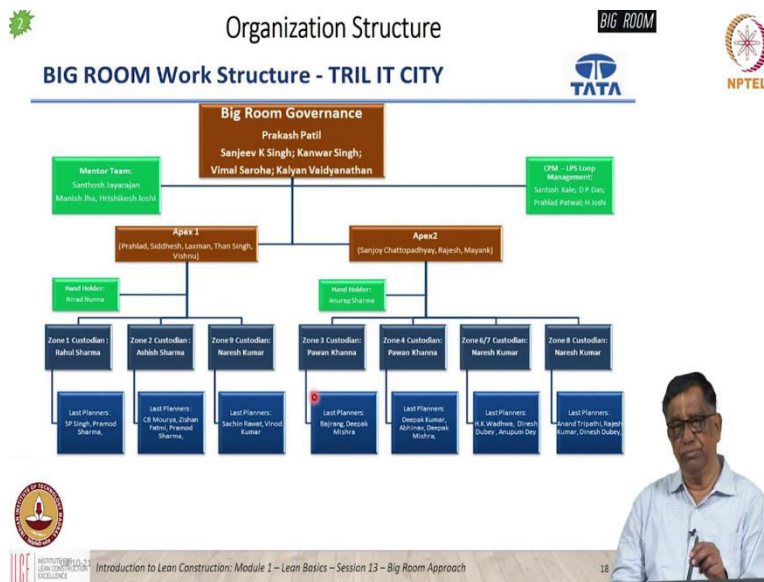 2
Organization Structure
BIG ROOM
NPTEL
BIG ROOM Work Structure - TRIL IT CITY
TATA
Big Room Governance
Prakash Patil
Sanjeev K Singh; Kanwar Singh;
Vimal Saroha; Kalyan Vaidyanathan
Mentor Team:
Santhosh Jayarajan
Manish Jha, Hrishikesh Joshi
CPM - LPS Loop
Management:
Santosh Kale; D P Das;
Prahlad Patwal; H Joshi
Apex 1
(Prahlad, Siddhesh, Laxman, Than Singh,
Vishnu)
Apex2
(Sanjoy Chattopadhyay, Rajesh, Mayank)
Hand Holder:
Nirad Nunna
Hand Holder:
Anurag Sharma
Zone 1 Custodian :
Rahul Sharma
Zone 2 Custodian :
Ashish Sharma
Zone 9 Custodian:
Naresh Kumar
Zone 3 Custodian:
Pawan Khanna
Zone 4 Custodian:
Pawan Khanna
Zone 6/7 Custodian:
Naresh Kumar
Zone 8 Custodian:
Naresh Kumar
Last Planners:
SP Singh, Pramod
Sharma,
Last Planners:
CB Mourya, Zishan
Fatmi, Pramod
Sharma,
Last Planners:
Sachin Rawat, Vinod
Kumar
Last Planners:
Bajrang, Deepak
Mishra
Last Planners:
Deepak Kumar,
Abhinav, Deepak
Mishra,
Last Planners:
H.K.Wadhwa, Dinesh
Dubey , Anupum Dey
Last Planners:
Anand Tripathi, Rajesh
Kumar, Dinesh Dubey,
INSTITUTE FOR
LEAN CONSTRUCTION
EXCELLENCE
Introduction to Lean Construction: Module 1 – Lean Basics – Session 13 – Big Room Approach
18